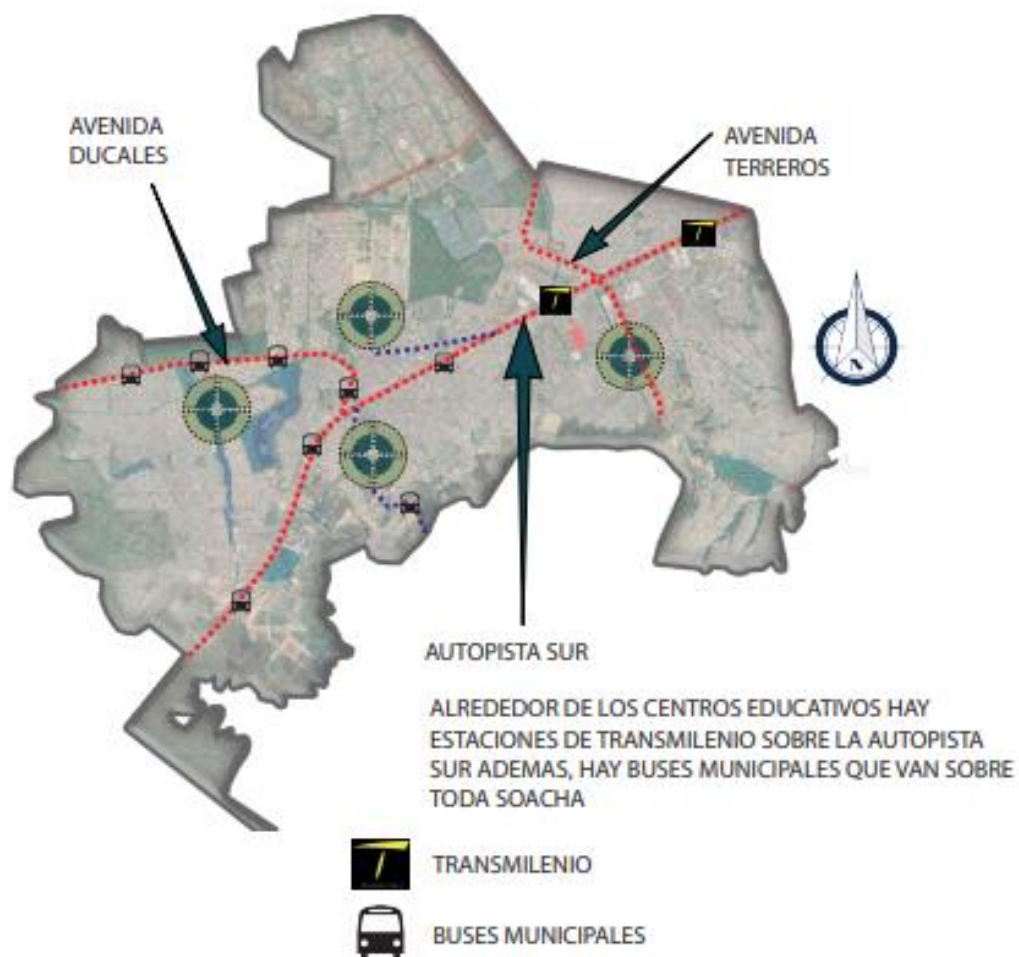 AVENIDA
DUCALES
AVENIDA
TERREROS
AUTOPISTA SUR
ALREDEDOR DE LOS CENTROS EDUCATIVOS HAY
ESTACIONES DE TRANSMILENIO SOBRE LA AUTOPISTA
SUR ADEMAS, HAY BUSES MUNICIPALES QUE VAN SOBRE
TODA SOACHA
TRANSMILENIO
BUSES MUNICIPALES